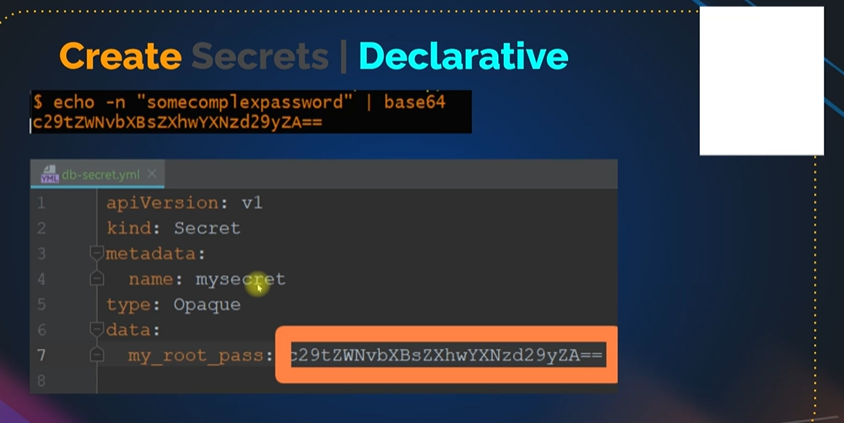 Create Secrets | Declarative
$ echo -n "somecomplexpassword" | base64
c29tZWNvbXBsZXhwYXNzd29yZA==
db-secret.yml
1 apiVersion: v1
2 kind: Secret
3 metadata:
4 name: mysecret
5 type: Opaque
6 data:
7 my_root_pass: c29tZWNvbXBsZXhwYXNzd29yZA==
8